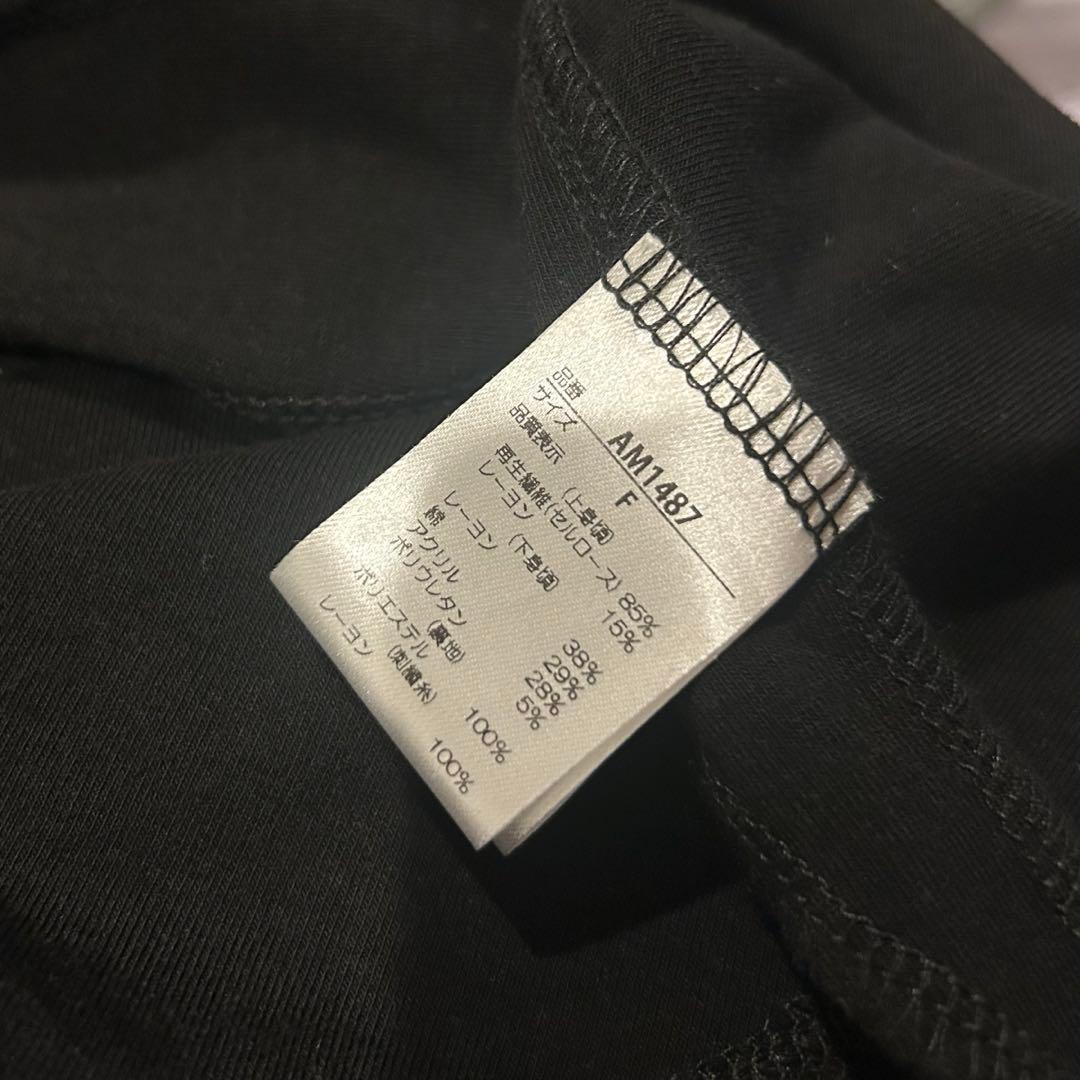 品番 AM1487
サイズ F
品質表示
(上身頃)
再生繊維(セルロース) 85%
レーヨン 15%
(下身頃)
レーヨン 38%
綿 29%
アクリル 28%
ポリウレタン 5%
(裏地)
ポリエステル 100%
(刺繍糸)
レーヨン 100%